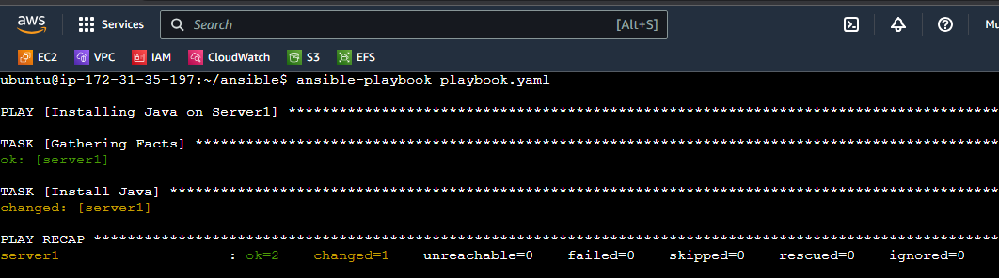 aws Services Search [Alt+S]
EC2 VPC IAM CloudWatch S3 EFS
ubuntu@ip-172-31-35-197:~/ansible$ ansible-playbook playbook.yaml
PLAY [Installing Java on Server1] ************************************************************************************
TASK [Gathering Facts] ***********************************************************************************************
ok: [server1]
TASK [Install Java] **************************************************************************************************
changed: [server1]
PLAY RECAP ***********************************************************************************************************
server1 : ok=2 changed=1 unreachable=0 failed=0 skipped=0 rescued=0 ignored=0